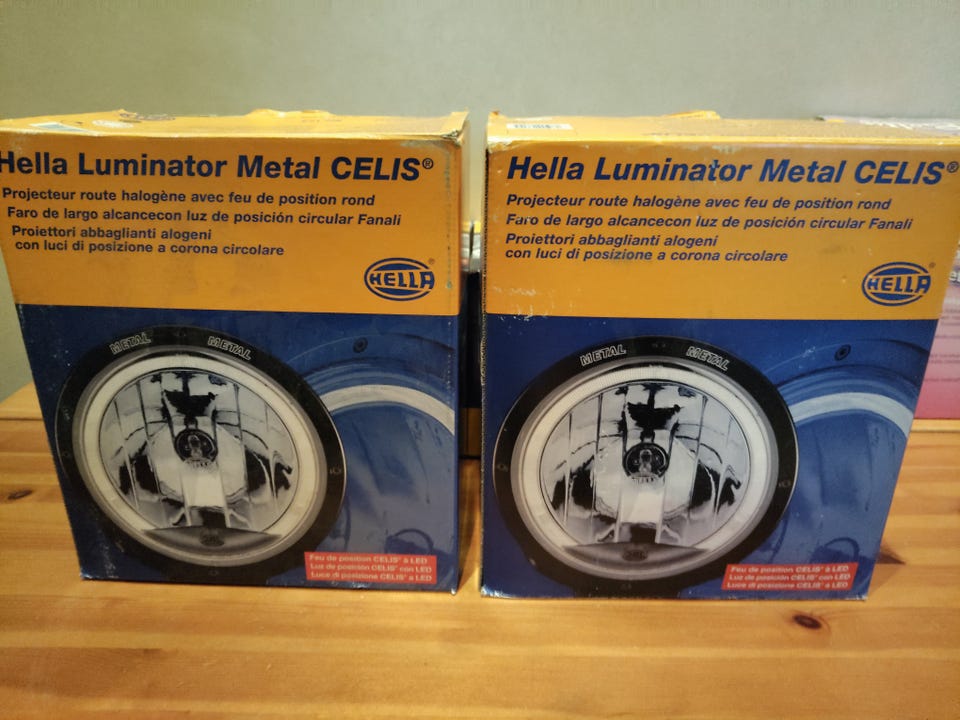 Hella Luminator Metal CELIS®
Projecteur route halogène avec feu de position rond
Faro de largo alcancecon luz de posición circular Fanali
Proiettori abbaglianti alogeni
con luci di posizione a corona circolare
HELLA
METAL METAL
Feu de position CELIS® à LED
Luz de posición CELIS® con LED
Luce di posizione CELIS® a LED
Hella Luminator Metal CELIS®
Projecteur route halogène avec feu de position rond
Faro de largo alcancecon luz de posición circular Fanali
Proiettori abbaglianti alogeni
con luci di posizione a corona circolare
HELLA
METAL METAL
Feu de position CELIS® à LED
Luz de posición CELIS® con LED
Luce di posizione CELIS® a LED